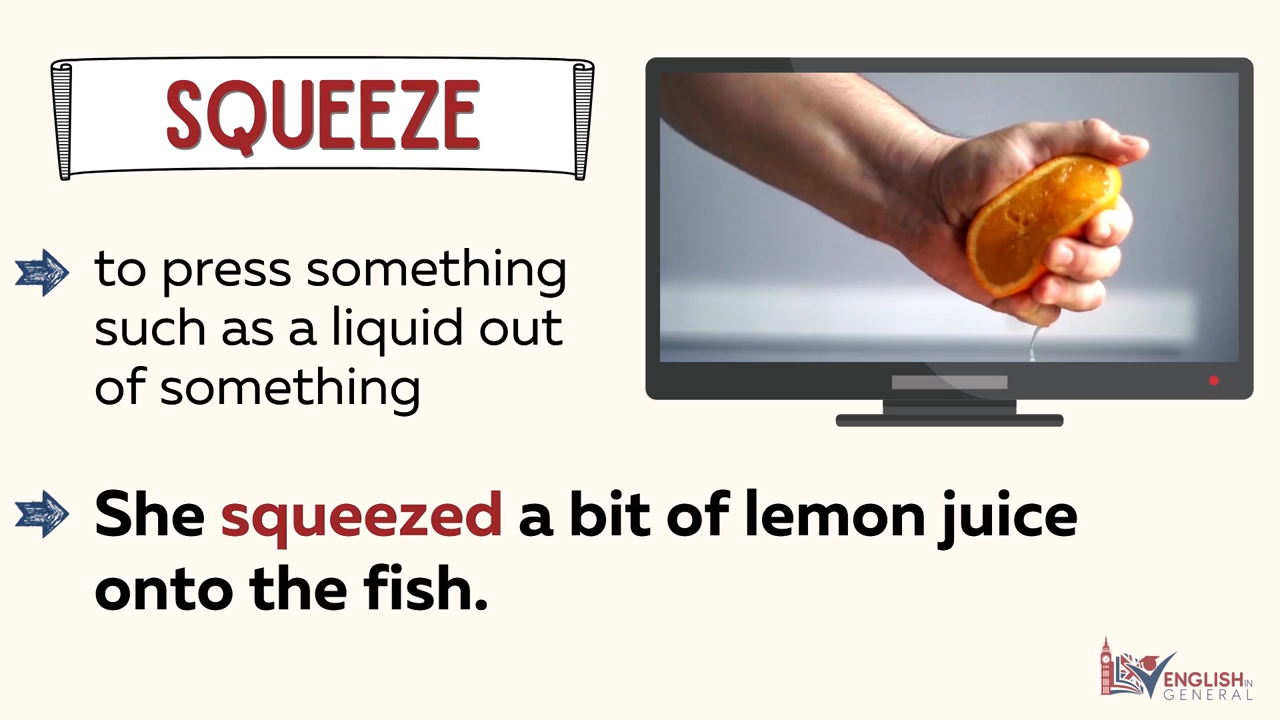 SQUEEZE
to press something
such as a liquid out
of something
She squeezed a bit of lemon juice
onto the fish.
ENGLISH IN
GENERAL